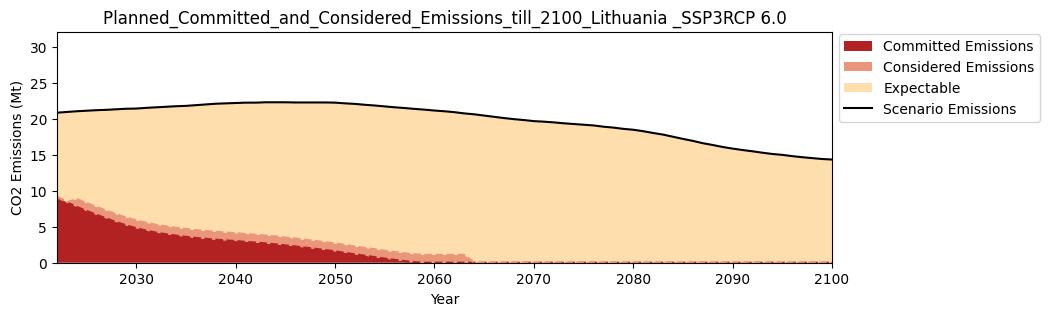 Planned_Committed_and_Considered_Emissions_till_2100_Lithuania _SSP3RCP 6.0
Committed Emissions
Considered Emissions
Expectable
Scenario Emissions
CO2 Emissions (Mt)
30
25
20
15
10
5
0
2030 2040 2050 2060 2070 2080 2090 2100
Year